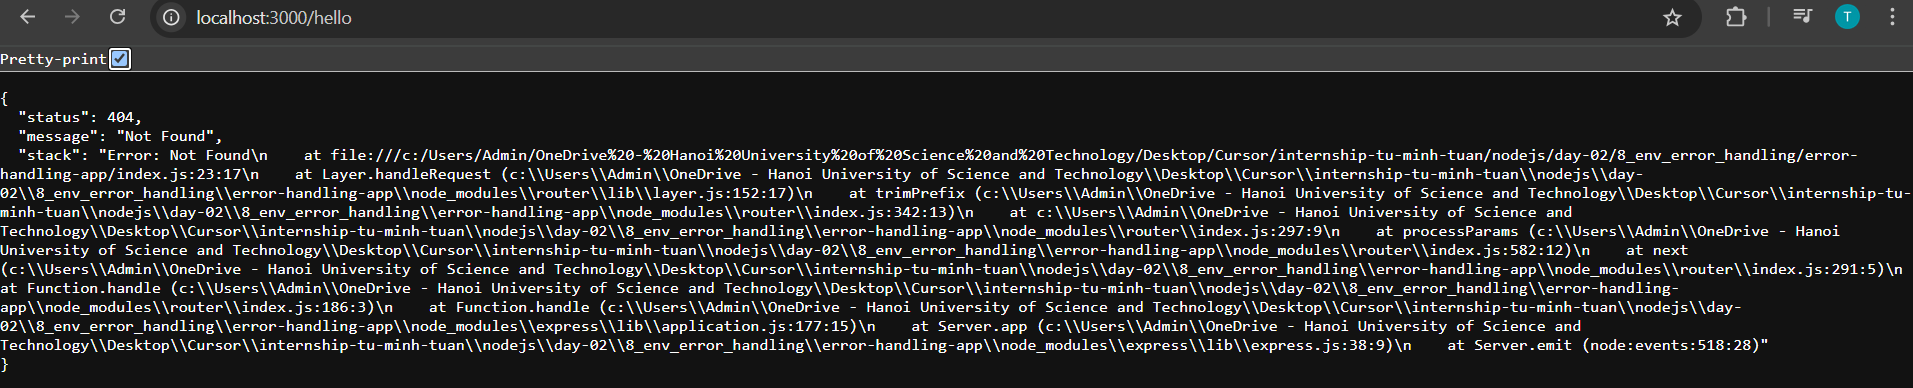 localhost:3000/hello
T
Pretty-print
{
  "status": 404,
  "message": "Not Found",
  "stack": "Error: Not Found\n    at file:///c:/Users/Admin/OneDrive%20-%20Hanoi%20University%20of%20Science%20and%20Technology/Desktop/Cursor/internship-tu-minh-tuan/nodejs/day-02/8_env_error_handling/error-
handling-app/index.js:23:17\n    at Layer.handleRequest (c:\\Users\\Admin\\OneDrive - Hanoi University of Science and Technology\\Desktop\\Cursor\\internship-tu-minh-tuan\\nodejs\\day-
02\\8_env_error_handling\\error-handling-app\\node_modules\\router\\lib\\layer.js:152:17)\n    at trimPrefix (c:\\Users\\Admin\\OneDrive - Hanoi University of Science and Technology\\Desktop\\Cursor\\internship-tu-
minh-tuan\\nodejs\\day-02\\8_env_error_handling\\error-handling-app\\node_modules\\router\\index.js:342:13)\n    at c:\\Users\\Admin\\OneDrive - Hanoi University of Science and
Technology\\Desktop\\Cursor\\internship-tu-minh-tuan\\nodejs\\day-02\\8_env_error_handling\\error-handling-app\\node_modules\\router\\index.js:297:9\n    at processParams (c:\\Users\\Admin\\OneDrive - Hanoi
University of Science and Technology\\Desktop\\Cursor\\internship-tu-minh-tuan\\nodejs\\day-02\\8_env_error_handling\\error-handling-app\\node_modules\\router\\index.js:582:12)\n    at next
(c:\\Users\\Admin\\OneDrive - Hanoi University of Science and Technology\\Desktop\\Cursor\\internship-tu-minh-tuan\\nodejs\\day-02\\8_env_error_handling\\error-handling-app\\node_modules\\router\\index.js:291:5)\n
at Function.handle (c:\\Users\\Admin\\OneDrive - Hanoi University of Science and Technology\\Desktop\\Cursor\\internship-tu-minh-tuan\\nodejs\\day-02\\8_env_error_handling\\error-handling-
app\\node_modules\\router\\index.js:186:3)\n    at Function.handle (c:\\Users\\Admin\\OneDrive - Hanoi University of Science and Technology\\Desktop\\Cursor\\internship-tu-minh-tuan\\nodejs\\day-
02\\8_env_error_handling\\error-handling-app\\node_modules\\express\\lib\\application.js:177:15)\n    at Server.app (c:\\Users\\Admin\\OneDrive - Hanoi University of Science and
Technology\\Desktop\\Cursor\\internship-tu-minh-tuan\\nodejs\\day-02\\8_env_error_handling\\error-handling-app\\node_modules\\express\\lib\\express.js:38:9)\n    at Server.emit (node:events:518:28)"
}